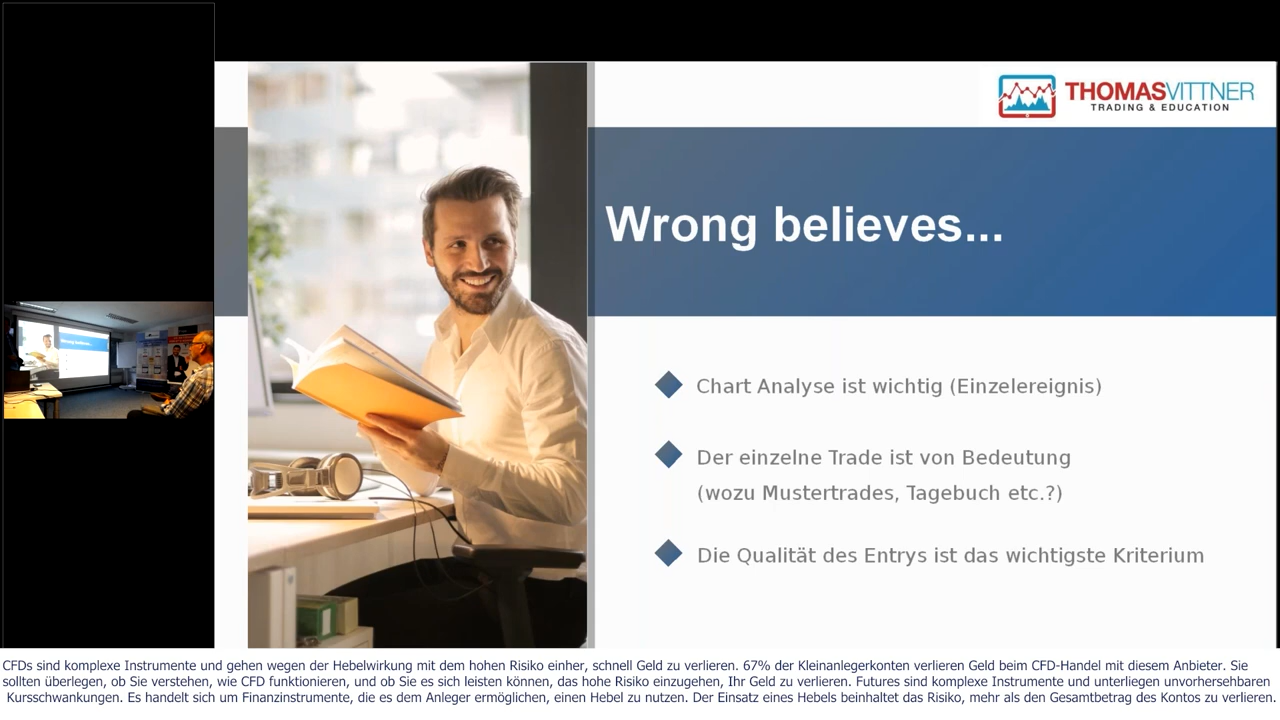 THOMASVITTNER
TRADING & EDUCATION
Wrong believes...
Chart Analyse ist wichtig (Einzelereignis)
Der einzelne Trade ist von Bedeutung
(wozu Mustertrades, Tagebuch etc.?)
Die Qualität des Entrys ist das wichtigste Kriterium
Wrong believes...
CFDs sind komplexe Instrumente und gehen wegen der Hebelwirkung mit dem hohen Risiko einher, schnell Geld zu verlieren. 67% der Kleinanlegerkonten verlieren Geld beim CFD-Handel mit diesem Anbieter. Sie
sollten überlegen, ob Sie verstehen, wie CFD funktionieren, und ob Sie es sich leisten können, das hohe Risiko einzugehen, Ihr Geld zu verlieren. Futures sind komplexe Instrumente und unterliegen unvorhersehbaren
Kursschwankungen. Es handelt sich um Finanzinstrumente, die es dem Anleger ermöglichen, einen Hebel zu nutzen. Der Einsatz eines Hebels beinhaltet das Risiko, mehr als den Gesamtbetrag des Kontos zu verlieren.